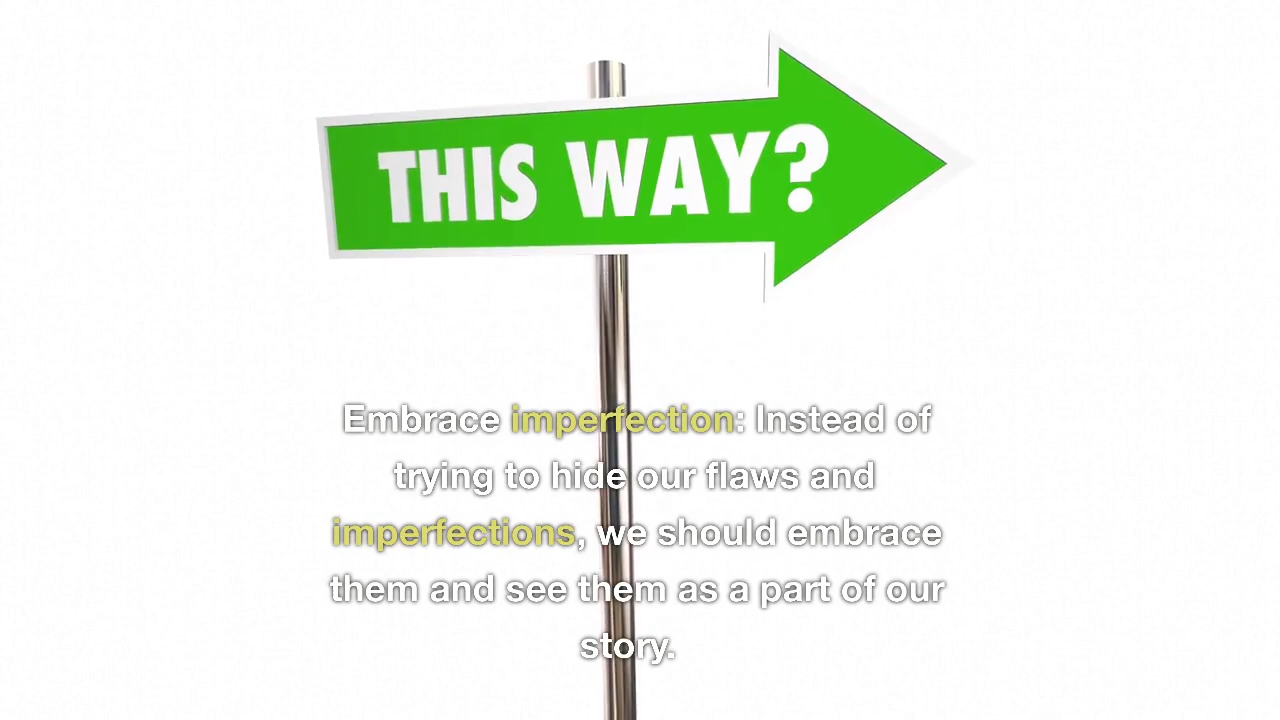 THIS WAY?
Embrace imperfection: Instead of
trying to hide our flaws and
imperfections, we should embrace
them and see them as a part of our
story.